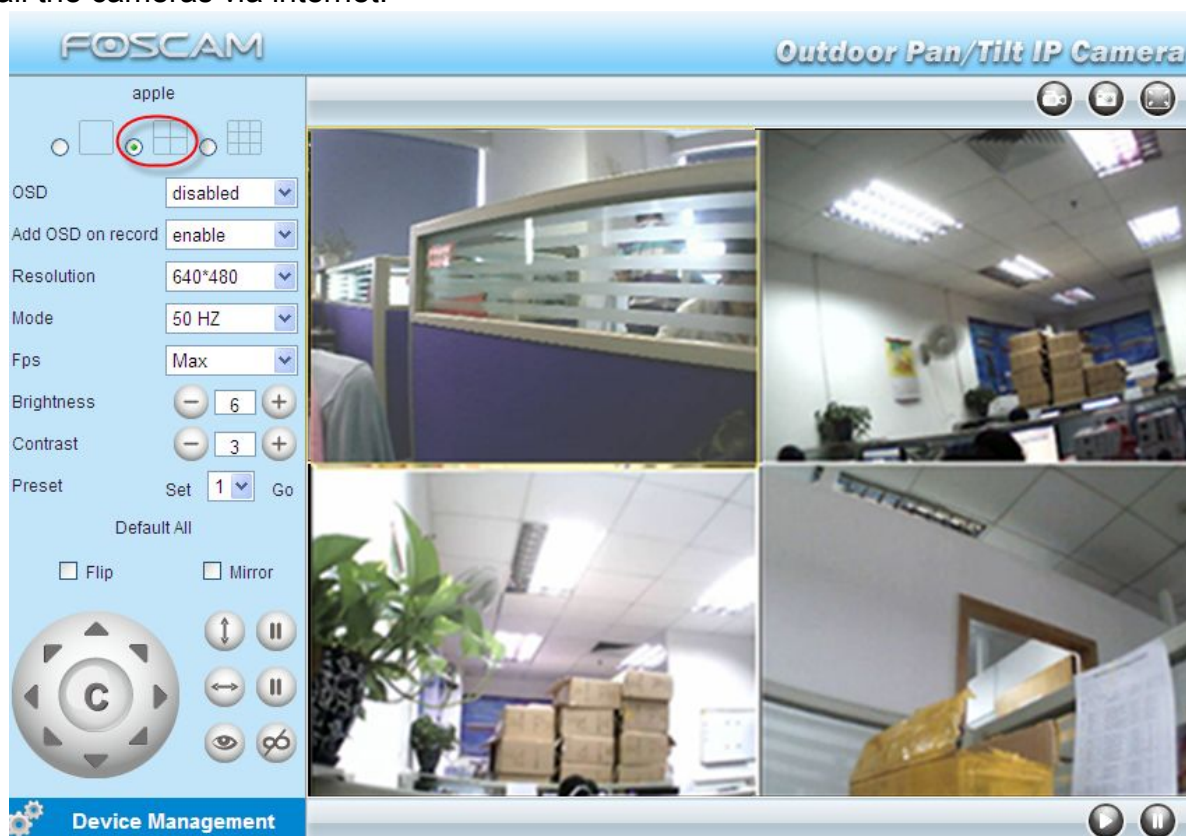 all the cameras via internet.
FOSCAM
Outdoor Pan/Tilt IP Camera
apple
OSD disabled
Add OSD on record enable
Resolution 640*480
Mode 50 HZ
Fps Max
Brightness 6
Contrast 3
Preset Set 1 Go
Default All
Flip Mirror
C
Device Management